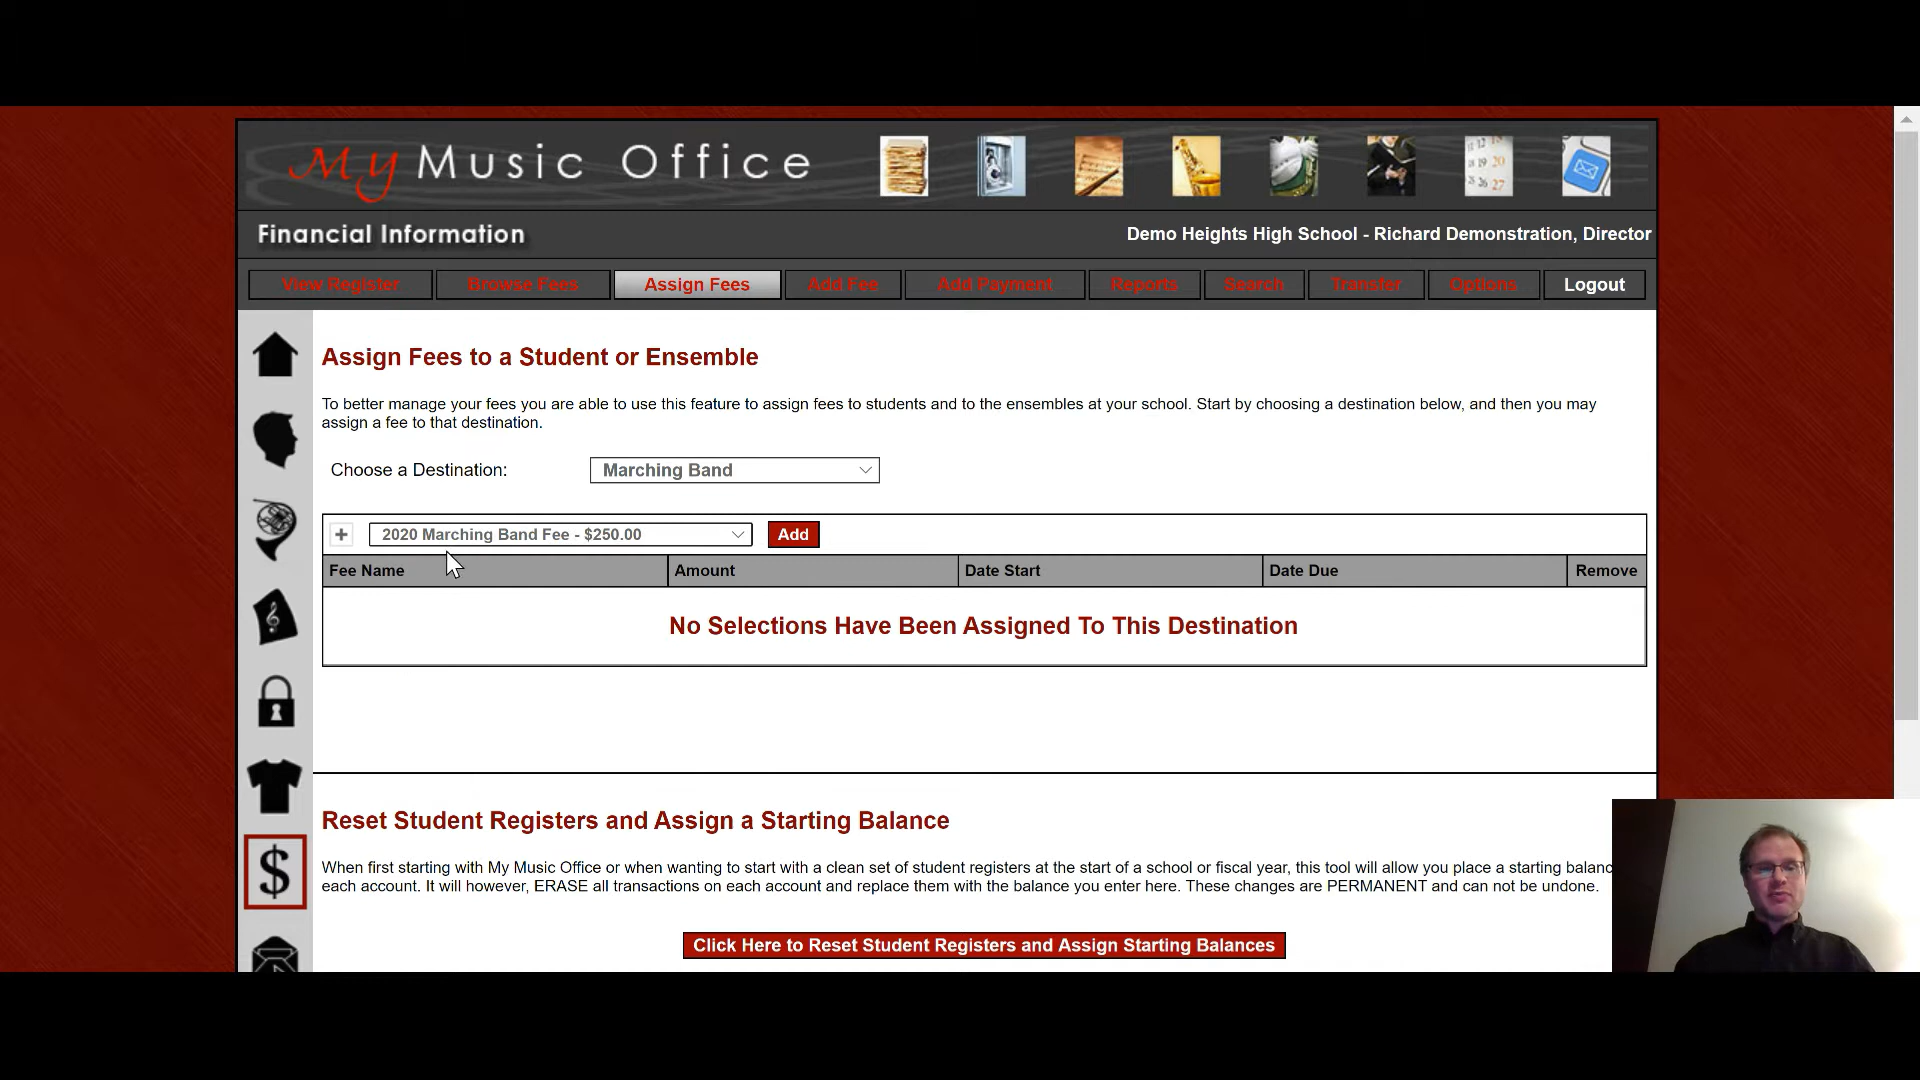 My Music Office
Financial Information
Demo Heights High School - Richard Demonstration, Director
View Register
Browse Fees
Assign Fees
Add Fee
Add Payment
Reports
Search
Transfer
Options
Logout
Assign Fees to a Student or Ensemble
To better manage your fees you are able to use this feature to assign fees to students and to the ensembles at your school. Start by choosing a destination below, and then you may
assign a fee to that destination.
Choose a Destination:
Marching Band
2020 Marching Band Fee - $250.00
Add
Fee Name
Amount
Date Start
Date Due
Remove
No Selections Have Been Assigned To This Destination
Reset Student Registers and Assign a Starting Balance
When first starting with My Music Office or when wanting to start with a clean set of student registers at the start of a school or fiscal year, this tool will allow you place a starting balanc
each account. It will however, ERASE all transactions on each account and replace them with the balance you enter here. These changes are PERMANENT and can not be undone.
Click Here to Reset Student Registers and Assign Starting Balances